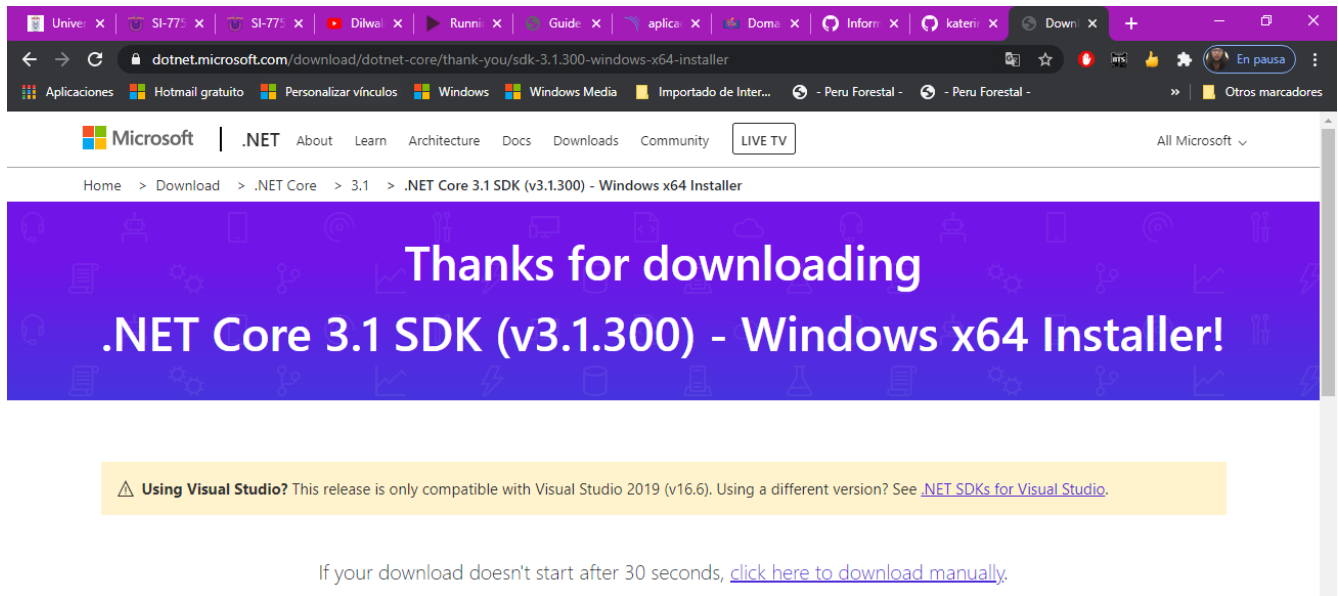 Univer SI-775 SI-775 Dilwal Runnin Guide aplica Doma Inform katerin Downl
dotnet.microsoft.com/download/dotnet-core/thank-you/sdk-3.1.300-windows-x64-installer BTS En pausa
Aplicaciones Hotmail gratuito Personalizar vínculos Windows Windows Media Importado de Inter... - Peru Forestal - - Peru Forestal - » Otros marcadores
Microsoft .NET About Learn Architecture Docs Downloads Community LIVE TV All Microsoft
Home > Download > .NET Core > 3.1 > .NET Core 3.1 SDK (v3.1.300) - Windows x64 Installer
Thanks for downloading
.NET Core 3.1 SDK (v3.1.300) - Windows x64 Installer!
Using Visual Studio? This release is only compatible with Visual Studio 2019 (v16.6). Using a different version? See .NET SDKs for Visual Studio.
If your download doesn't start after 30 seconds, click here to download manually.